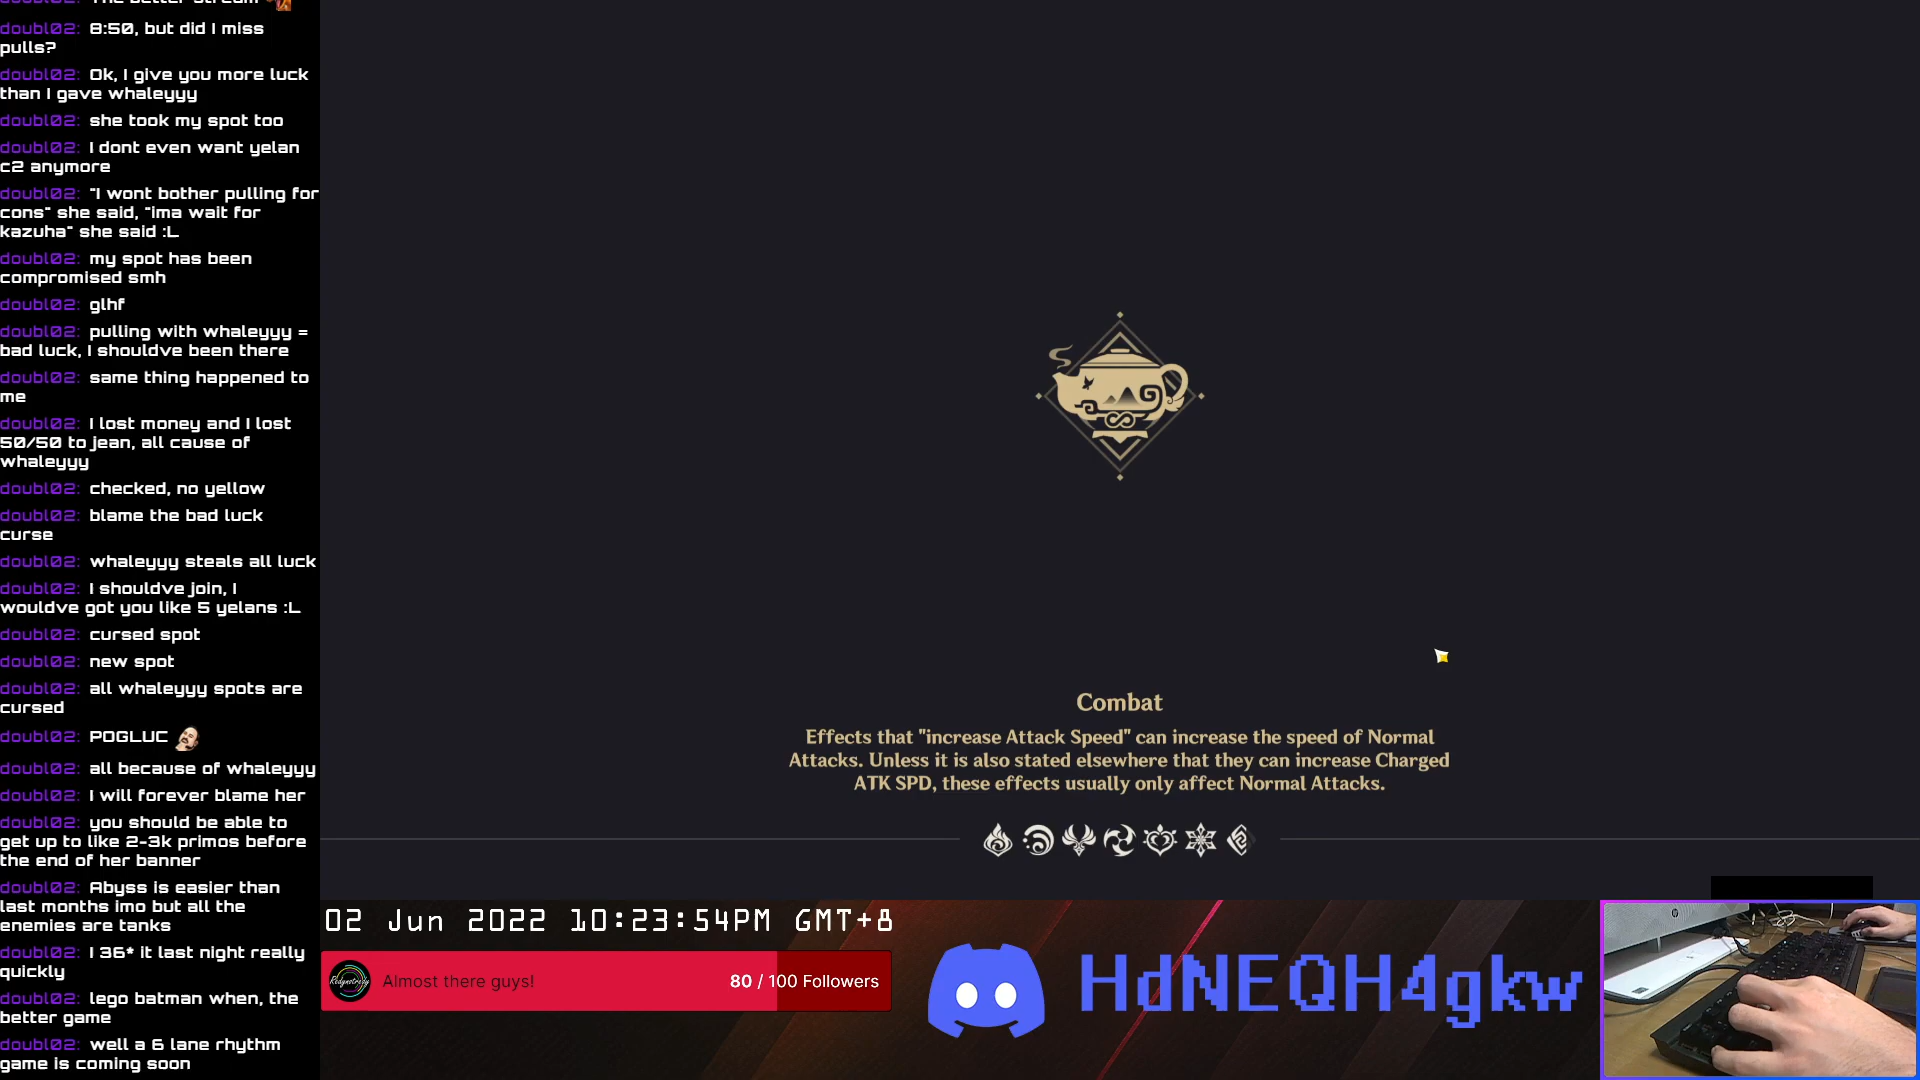 doubl02: The better stream
doubl02: 8:50, but did I miss
pulls?
doubl02: Ok, I give you more luck
than I gave whaleyyy
doubl02: she took my spot too
doubl02: I dont even want yelan
c2 anymore
doubl02: "I wont bother pulling for
cons" she said, "ima wait for
kazuha" she said :L
doubl02: my spot has been
compromised smh
doubl02: glhf
doubl02: pulling with whaleyyy =
bad luck, I shouldve been there
doubl02: same thing happened to
me
doubl02: I lost money and I lost
50/50 to jean, all cause of
whaleyyy
doubl02: checked, no yellow
doubl02: blame the bad luck
curse
doubl02: whaleyyy steals all luck
doubl02: I shouldve join, I
wouldve got you like 5 yelans :L
doubl02: cursed spot
doubl02: new spot
doubl02: all whaleyyy spots are
cursed
doubl02: POGLUC
doubl02: all because of whaleyyy
doubl02: I will forever blame her
doubl02: you should be able to
get up to like 2-3k primos before
the end of her banner
doubl02: Abyss is easier than
last months imo but all the
enemies are tanks
doubl02: I 36* it last night really
quickly
doubl02: lego batman when, the
better game
doubl02: well a 6 lane rhythm
game is coming soon
Combat
Effects that "increase Attack Speed" can increase the speed of Normal
Attacks. Unless it is also stated elsewhere that they can increase Charged
ATK SPD, these effects usually only affect Normal Attacks.
02 Jun 2022 10:23:54PM GMT+8
Almost there guys!
80 / 100 Followers
HdNEQH4gkw